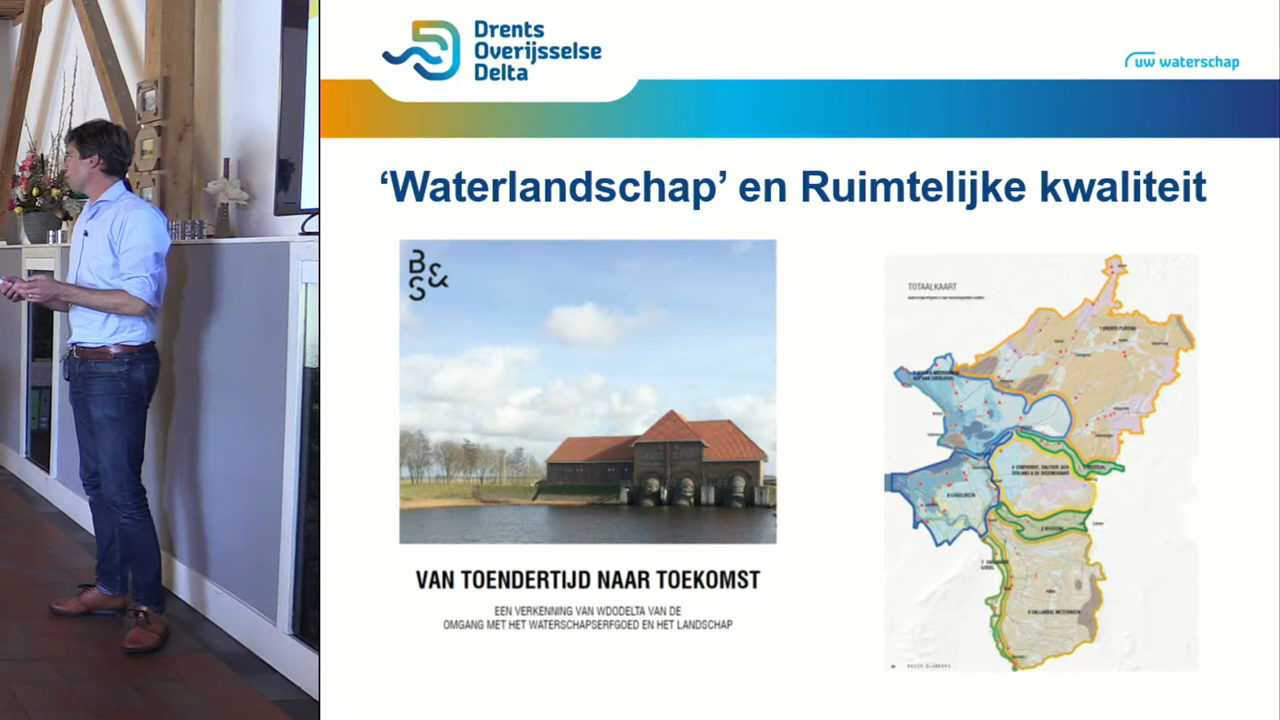 Drents
Overijsselse
Delta
uw waterschap
‘Waterlandschap’ en Ruimtelijke kwaliteit
B&S
TOTAALKAART
VAN TOENDERTIJD NAAR TOEKOMST
EEN VERKENNING VAN WDODELTA VAN DE
OMGANG MET HET WATERSCHAPSERFGOED EN HET LANDSCHAP